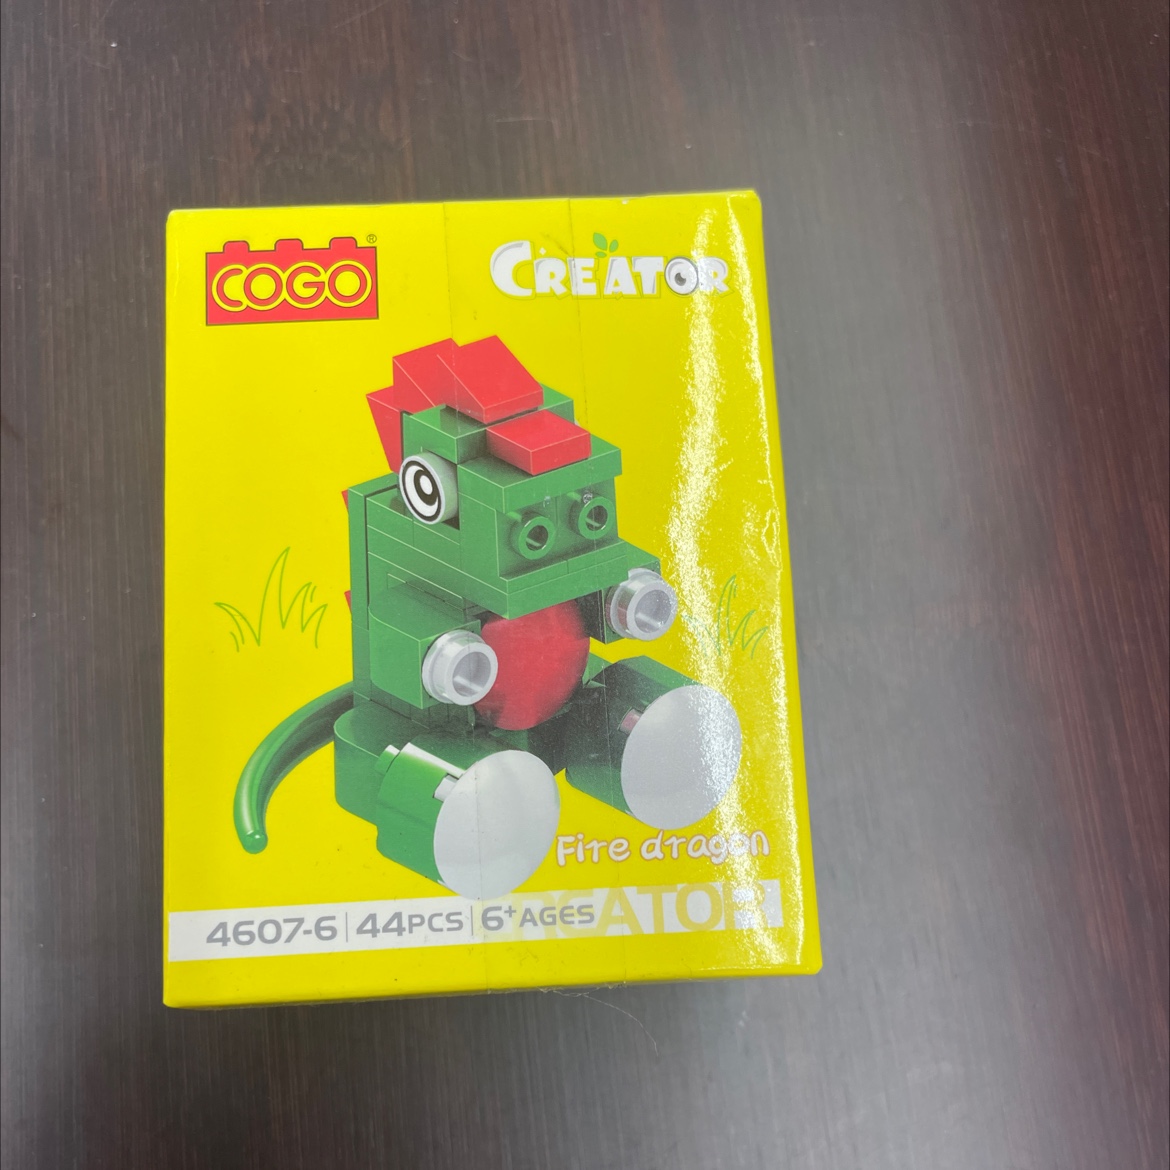 COGO®
CREATOR
Fire dragon
4607-6 | 44PCS | 6+AGES
CREATOR